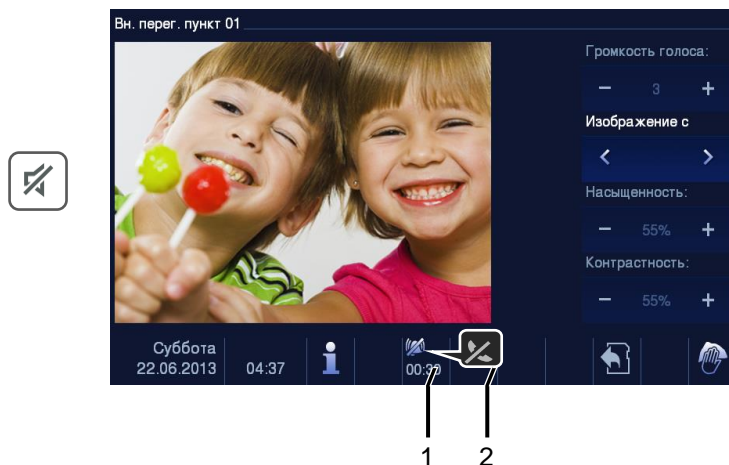 Вн. перег. пункт 01
Громкость голоса:
− 3 +
Изображение с
< >
Насыщенность:
− 55% +
Контрастность:
− 55% +
Суббота
22.06.2013
04:37
00:39
1 2